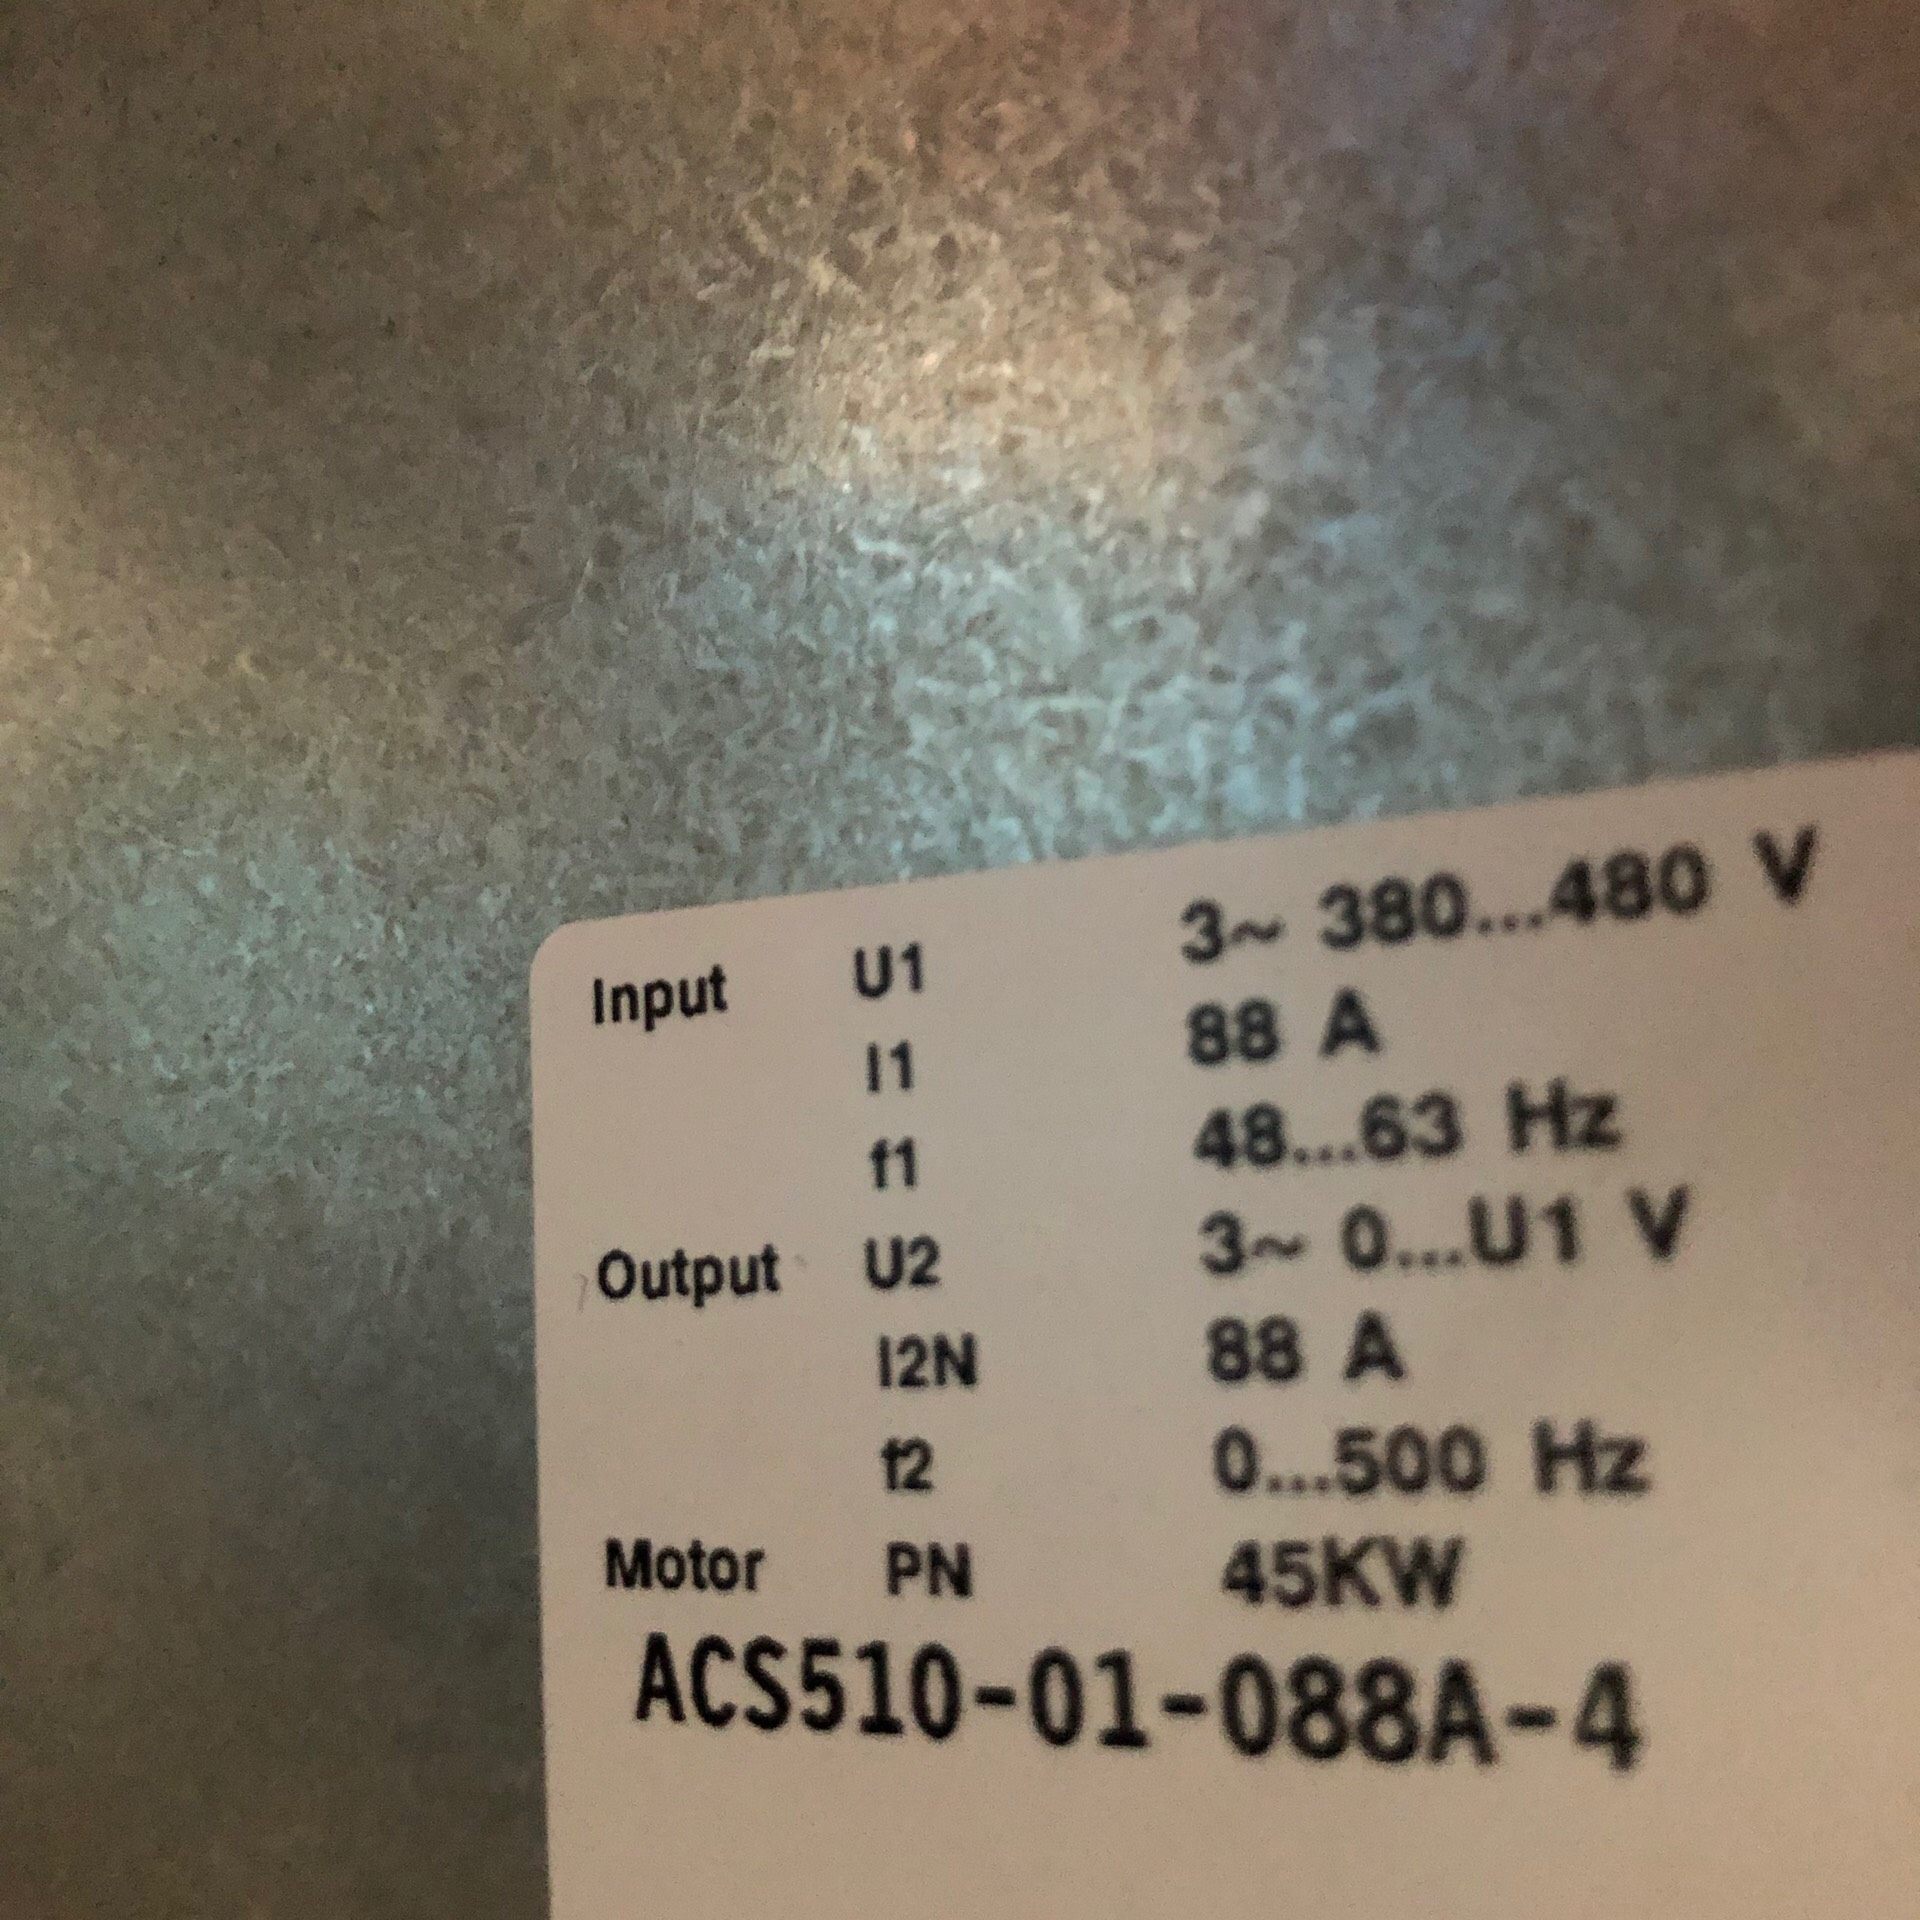 Input U1 3~ 380...480 V
I1 88 A
f1 48...63 Hz
Output U2 3~ 0...U1 V
I2N 88 A
f2 0...500 Hz
Motor PN 45KW
ACS510-01-088A-4